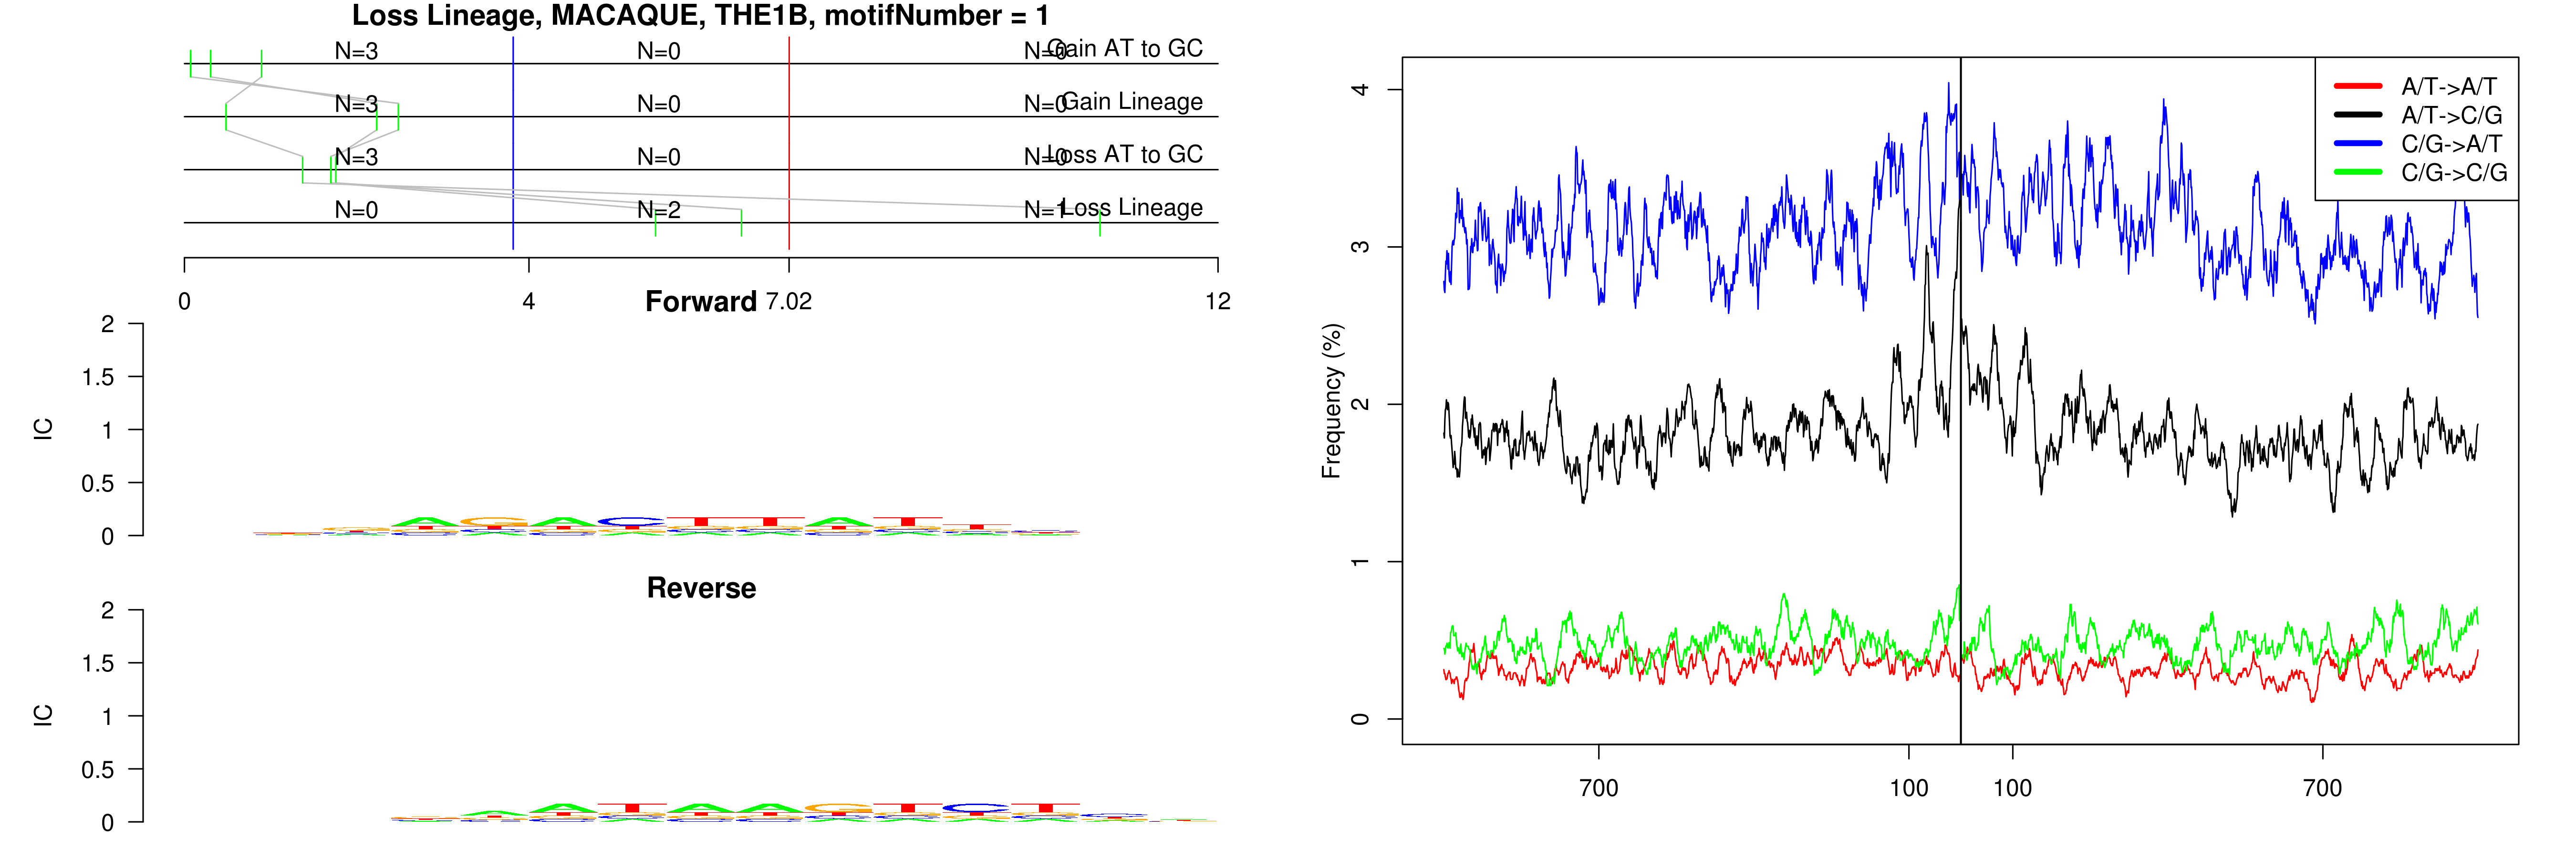 Loss Lineage, MACAQUE, THE1B, motifNumber = 1
N=3 N=0 N=0 Gain AT to GC
N=3 N=0 N=0 Gain Lineage
N=3 N=0 N=0 Loss AT to GC
N=0 N=2 N=1 Loss Lineage
0 4 7.02 12
Forward
2
1.5
1
0.5
0
IC
AGACTTATT
Reverse
2
1.5
1
0.5
0
IC
AATAAGTCT
4
3
2
1
0
Frequency (%)
A/T->A/T
A/T->C/G
C/G->A/T
C/G->C/G
700 100 100 700